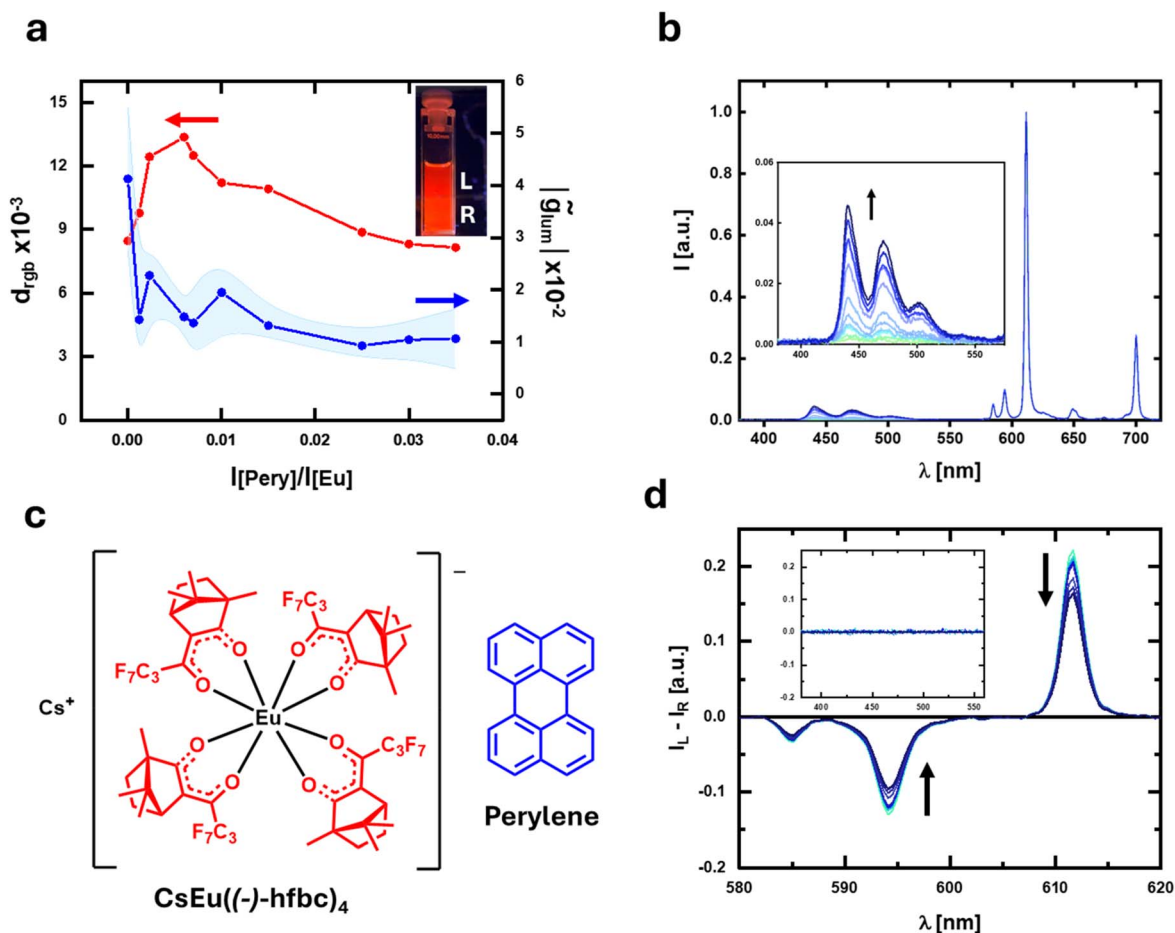 a
15
12
9
6
3
0
d_rgb x10^-3
6
5
4
3
2
1
0
|g̃_lum| x10^-2
L
R
0.00 0.01 0.02 0.03 0.04
I[Pery]/I[Eu]
b
1.0
0.8
0.6
0.4
0.2
0.0
I [a.u.]
0.06
0.04
0.02
0.00
400 450 500 550
400 450 500 550 600 650 700
λ [nm]
c
Cs+
–
F7C3
O
O
F7C3
O
O
Eu
O
O
F7C3
O
O
C3F7
CsEu((-)-hfbc)4
Perylene
d
0.2
0.1
0.0
-0.1
-0.2
I_L - I_R [a.u.]
0.2
0.1
0.0
-0.1
-0.2
400 450 500 550
580 590 600 610 620
λ [nm]